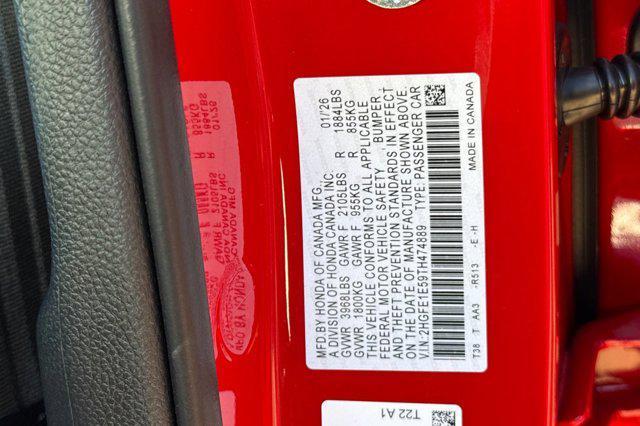 MFD BY HONDA OF CANADA MFG. 01/26
A DIVISION OF HONDA CANADA INC
GVWR 3968LBS GAWR F 2105LBS R 1884LBS
GVWR 1800KG GAWR F 955KG R 855KG
THIS VEHICLE CONFORMS TO ALL APPLICABLE
FEDERAL MOTOR VEHICLE SAFETY , BUMPER ,
AND THEFT PREVENTION STANDARDS IN EFFECT
ON THE DATE OF MANUFACTURE SHOWN ABOVE.
V.I.N: 2HGFE1E59TH474889 TYPE: PASSENGER CAR
T38 T AA3 -R513 -E -H MADE IN CANADA
T22 A1